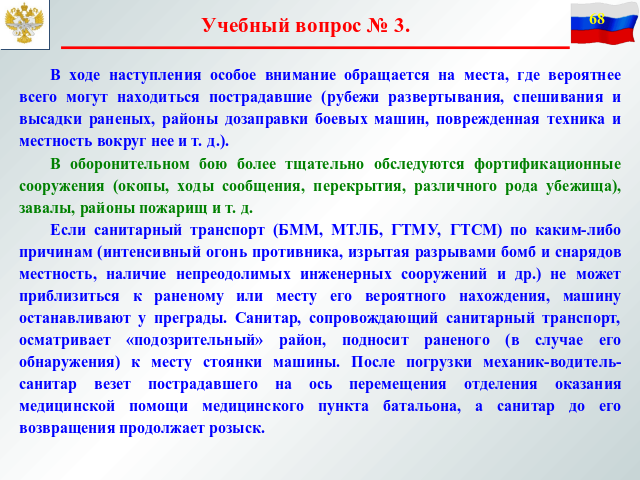 Учебный вопрос № 3.
68
В ходе наступления особое внимание обращается на места, где вероятнее
всего могут находиться пострадавшие (рубежи развертывания, спешивания и
высадки раненых, районы дозаправки боевых машин, поврежденная техника и
местность вокруг нее и т. д.).
В оборонительном бою более тщательно обследуются фортификационные
сооружения (окопы, ходы сообщения, перекрытия, различного рода убежища),
завалы, районы пожарищ и т. д.
Если санитарный транспорт (БММ, МТЛБ, ГТМУ, ГТСМ) по каким-либо
причинам (интенсивный огонь противника, изрытая разрывами бомб и снарядов
местность, наличие непреодолимых инженерных сооружений и др.) не может
приблизиться к раненому или месту его вероятного нахождения, машину
останавливают у преграды. Санитар, сопровождающий санитарный транспорт,
осматривает «подозрительный» район, подносит раненого (в случае его
обнаружения) к месту стоянки машины. После погрузки механик-водитель-
санитар везет пострадавшего на ось перемещения отделения оказания
медицинской помощи медицинского пункта батальона, а санитар до его
возвращения продолжает розыск.